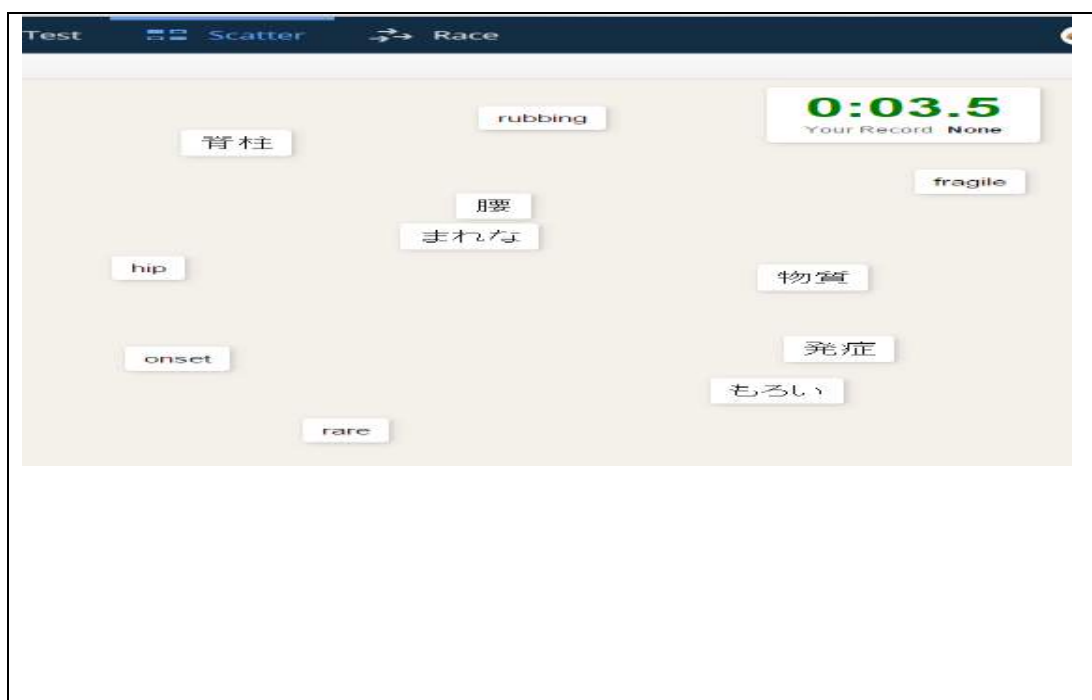 Test Scatter Race
0:03.5
Your Record None
rubbing
脊柱
fragile
腰
まれな
hip
物質
発症
onset
もろい
rare